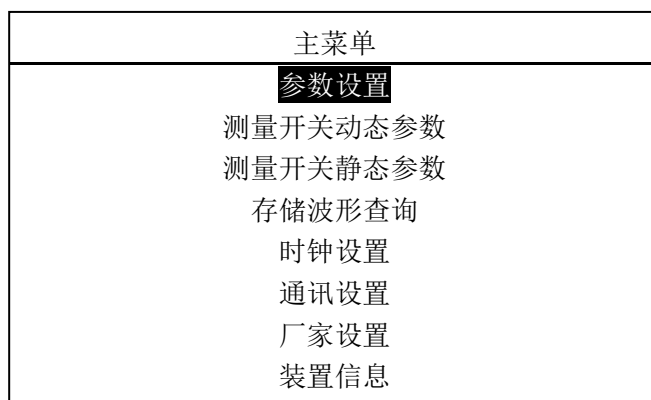 主菜单
参数设置
测量开关动态参数
测量开关静态参数
存储波形查询
时钟设置
通讯设置
厂家设置
装置信息